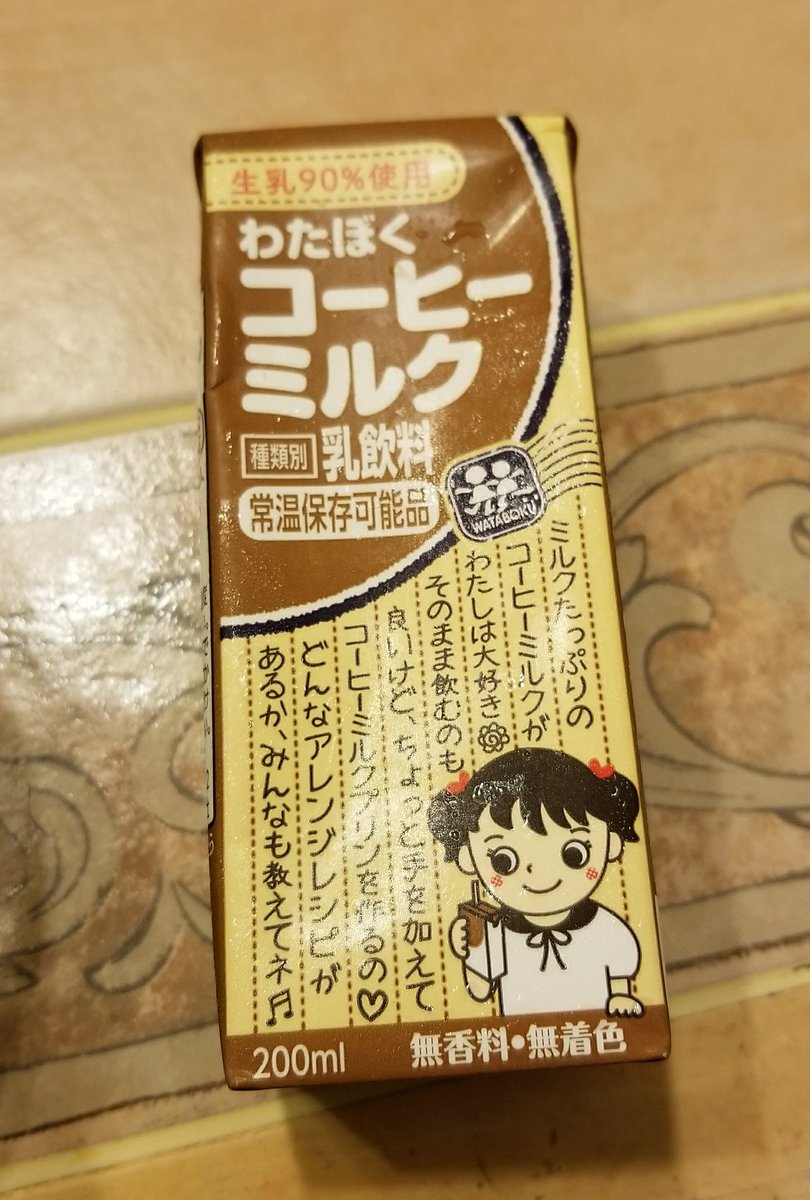 生乳90%使用
わたぼく
コーヒー
ミルク
種類別 乳飲料
常温保存可能品
WATABOKU
ミルクたっぷりの
コーヒーミルクが
わたしは大好き
そのまま飲むのも
良いけど、ちょっと手を加えて
コーヒーミルクプリンを作るの♡
どんなアレンジレシピが
あるか、みんなも教えてネ♬
200ml
無香料・無着色